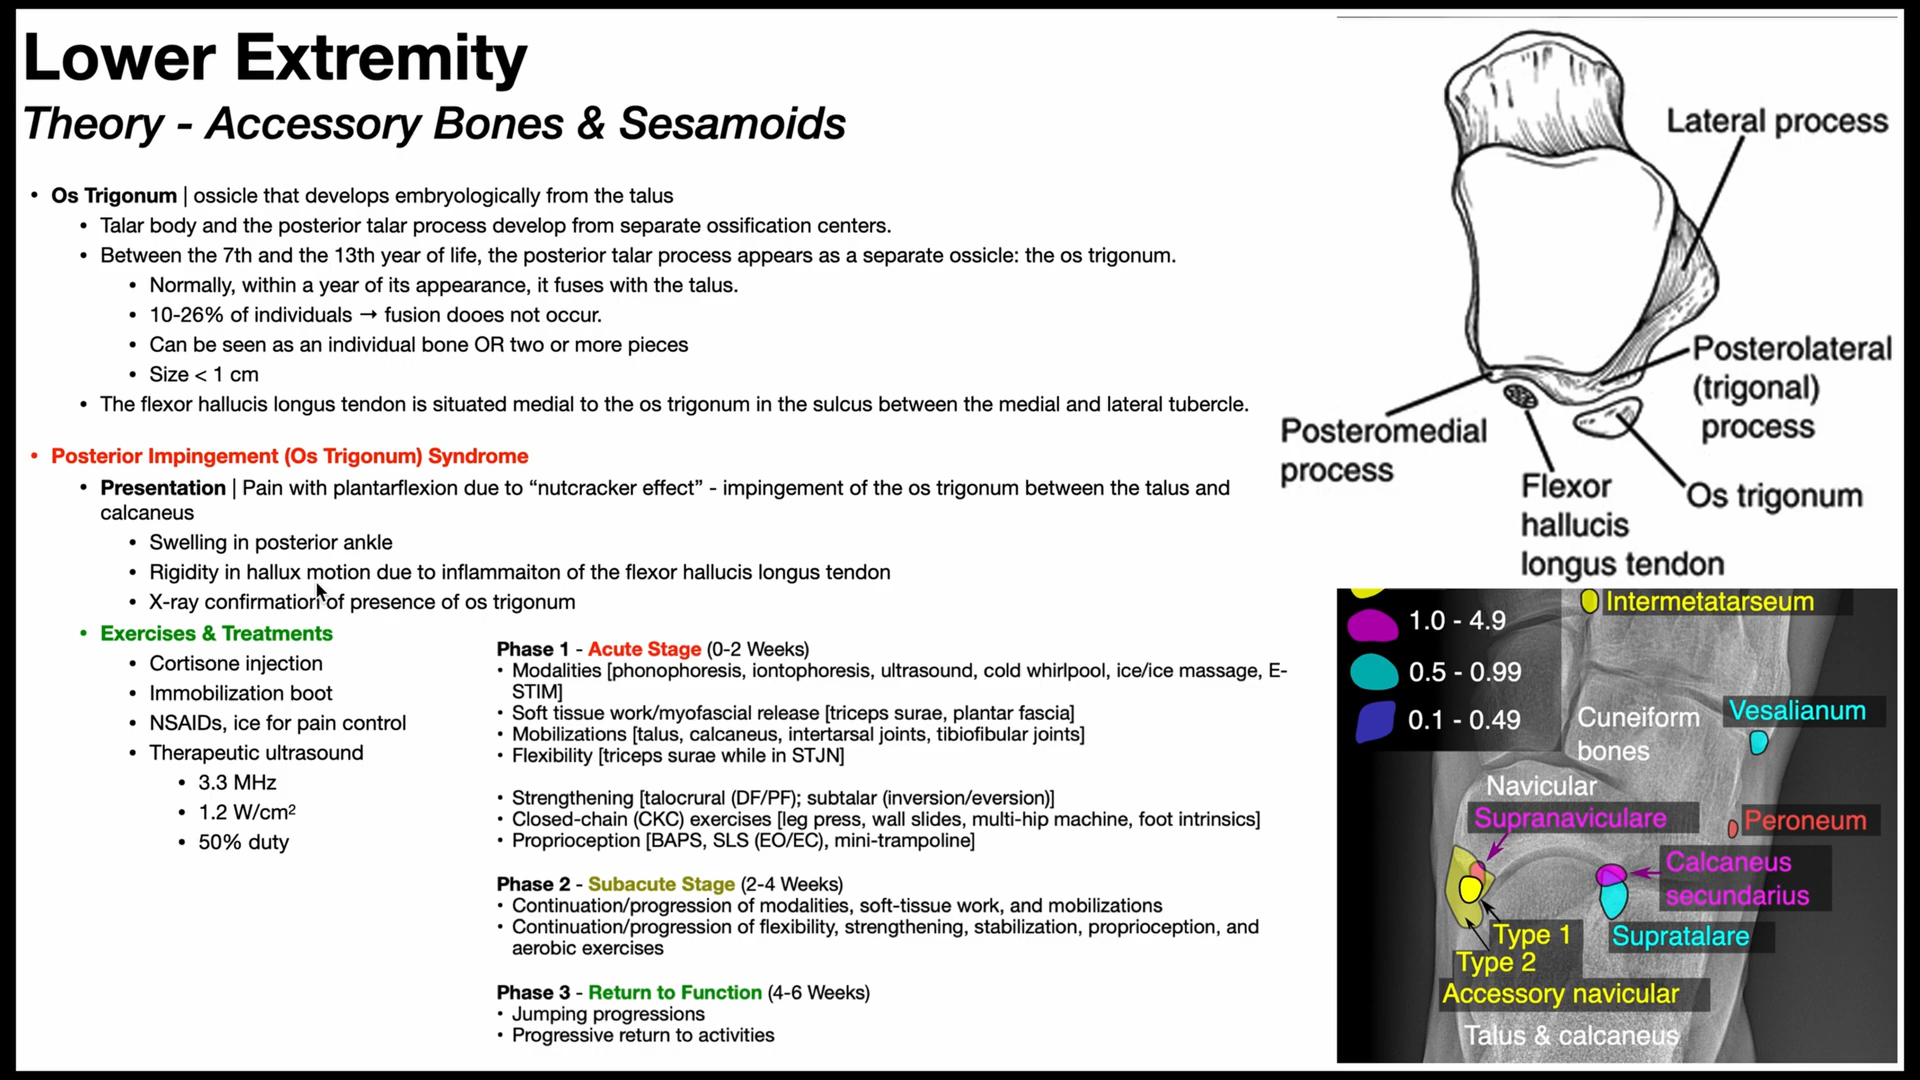 Lower Extremity
Theory - Accessory Bones & Sesamoids
• Os Trigonum | ossicle that develops embryologically from the talus
• Talar body and the posterior talar process develop from separate ossification centers.
• Between the 7th and the 13th year of life, the posterior talar process appears as a separate ossicle: the os trigonum.
• Normally, within a year of its appearance, it fuses with the talus.
• 10-26% of individuals → fusion dooes not occur.
• Can be seen as an individual bone OR two or more pieces
• Size < 1 cm
• The flexor hallucis longus tendon is situated medial to the os trigonum in the sulcus between the medial and lateral tubercle.
• Posterior Impingement (Os Trigonum) Syndrome
• Presentation | Pain with plantarflexion due to “nutcracker effect” - impingement of the os trigonum between the talus and
calcaneus
• Swelling in posterior ankle
• Rigidity in hallux motion due to inflammaiton of the flexor hallucis longus tendon
• X-ray confirmation of presence of os trigonum
• Exercises & Treatments
• Cortisone injection
• Immobilization boot
• NSAIDs, ice for pain control
• Therapeutic ultrasound
• 3.3 MHz
• 1.2 W/cm²
• 50% duty
Phase 1 - Acute Stage (0-2 Weeks)
• Modalities [phonophoresis, iontophoresis, ultrasound, cold whirlpool, ice/ice massage, E-
STIM]
• Soft tissue work/myofascial release [triceps surae, plantar fascia]
• Mobilizations [talus, calcaneus, intertarsal joints, tibiofibular joints]
• Flexibility [triceps surae while in STJN]
• Strengthening [talocrural (DF/PF); subtalar (inversion/eversion)]
• Closed-chain (CKC) exercises [leg press, wall slides, multi-hip machine, foot intrinsics]
• Proprioception [BAPS, SLS (EO/EC), mini-trampoline]
Phase 2 - Subacute Stage (2-4 Weeks)
• Continuation/progression of modalities, soft-tissue work, and mobilizations
• Continuation/progression of flexibility, strengthening, stabilization, proprioception, and
aerobic exercises
Phase 3 - Return to Function (4-6 Weeks)
• Jumping progressions
• Progressive return to activities
Lateral process
Posterolateral
(trigonal)
process
Posteromedial
process
Flexor
hallucis
longus tendon
Os trigonum
Intermetatarseum
1.0 - 4.9
0.5 - 0.99
0.1 - 0.49
Cuneiform
bones
Vesalianum
Navicular
Supranaviculare
Peroneum
Calcaneus
secundarius
Type 1
Supratalare
Type 2
Accessory navicular
Talus & calcaneus